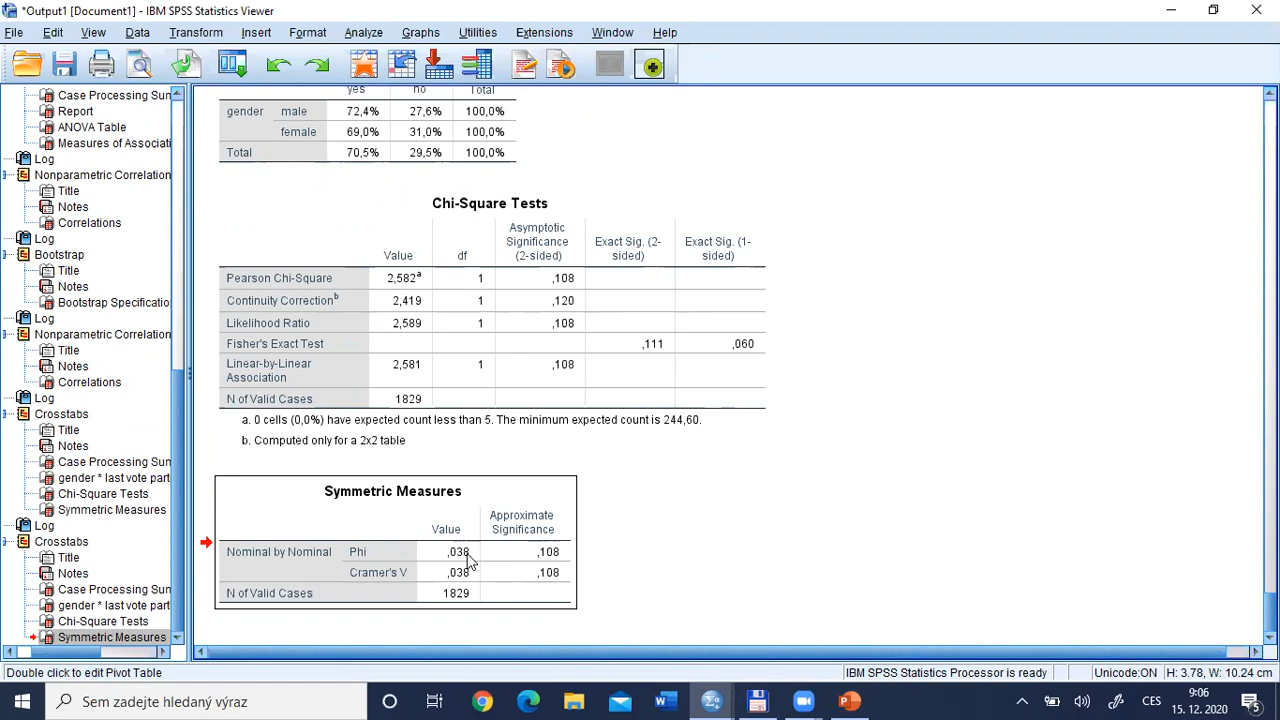 *Output1 [Document1] - IBM SPSS Statistics Viewer
File Edit View Data Transform Insert Format Analyze Graphs Utilities Extensions Window Help
Case Processing Sum
Report
ANOVA Table
Measures of Associati
Log
Nonparametric Correlation
Title
Notes
Correlations
Log
Bootstrap
Title
Notes
Bootstrap Specificatio
Log
Nonparametric Correlation
Title
Notes
Correlations
Log
Crosstabs
Title
Notes
Case Processing Sum
gender * last vote part
Chi-Square Tests
Symmetric Measures
Log
Crosstabs
Title
Notes
Case Processing Sum
gender * last vote part
Chi-Square Tests
Symmetric Measures
yes no Total
gender male 72,4% 27,6% 100,0%
female 69,0% 31,0% 100,0%
Total 70,5% 29,5% 100,0%
Chi-Square Tests
Value df Asymptotic Significance (2-sided) Exact Sig. (2-sided) Exact Sig. (1-sided)
Pearson Chi-Square 2,582a 1 ,108
Continuity Correctionb 2,419 1 ,120
Likelihood Ratio 2,589 1 ,108
Fisher's Exact Test ,111 ,060
Linear-by-Linear Association 2,581 1 ,108
N of Valid Cases 1829
a. 0 cells (0,0%) have expected count less than 5. The minimum expected count is 244,60.
b. Computed only for a 2x2 table
Symmetric Measures
Value Approximate Significance
Nominal by Nominal Phi ,038 ,108
Cramer's V ,038 ,108
N of Valid Cases 1829
Double click to edit Pivot Table IBM SPSS Statistics Processor is ready Unicode:ON H: 3.78, W: 10.24 cm
Sem zadejte hledaný výraz CES 9:06
15. 12. 2020 5